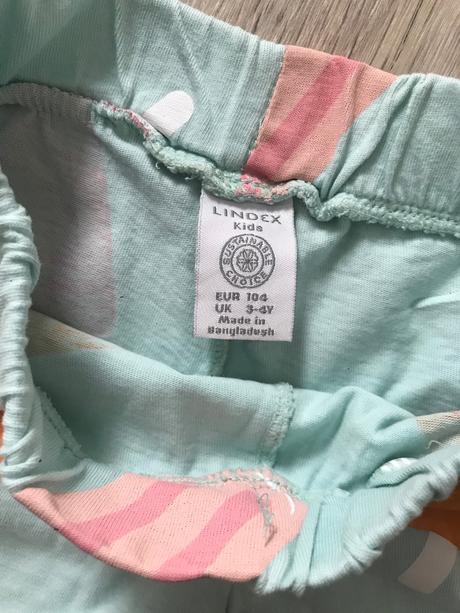 LINDEX
Kids
SUSTAINABLE
CHOICE
EUR 104
UK 3-4Y
Made in
Bangladesh